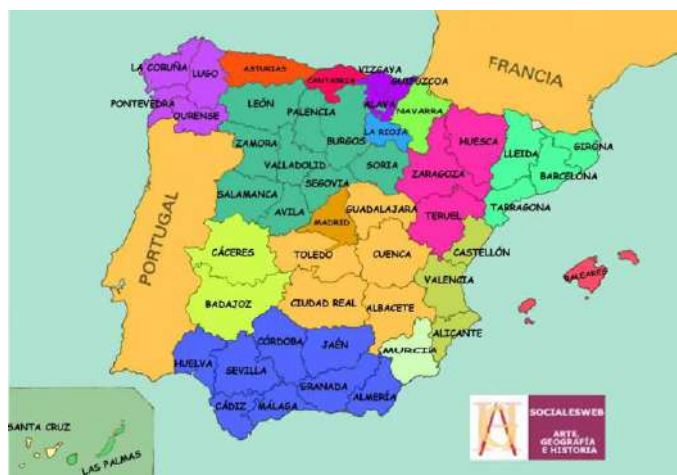 LA CORUÑA
LUGO
ASTURIAS
CANTABRIA
VIZCAYA
GUIPUZCOA
FRANCIA
PONTEVEDRA
OURENSE
LEÓN
PALENCIA
BURGOS
ALAVA
NAVARRA
LA RIOJA
HUESCA
LLEIDA
GIRONA
BARCELONA
TARRAGONA
ZAMORA
VALLADOLID
SORIA
ZARAGOZA
SALAMANCA
SEGOVIA
AVILA
MADRID
GUADALAJARA
TERUEL
PORTUGAL
CÁCERES
TOLEDO
CUENCA
CASTELLÓN
VALENCIA
BALEARES
BADAJOZ
CIUDAD REAL
ALBACETE
ALICANTE
MURCIA
HUELVA
SEVILLA
CÓRDOBA
JAÉN
GRANADA
ALMERÍA
CÁDIZ
MÁLAGA
SANTA CRUZ
LAS PALMAS
SOCIALESWEB
ARTE,
GEOGRAFÍA
E HISTORIA